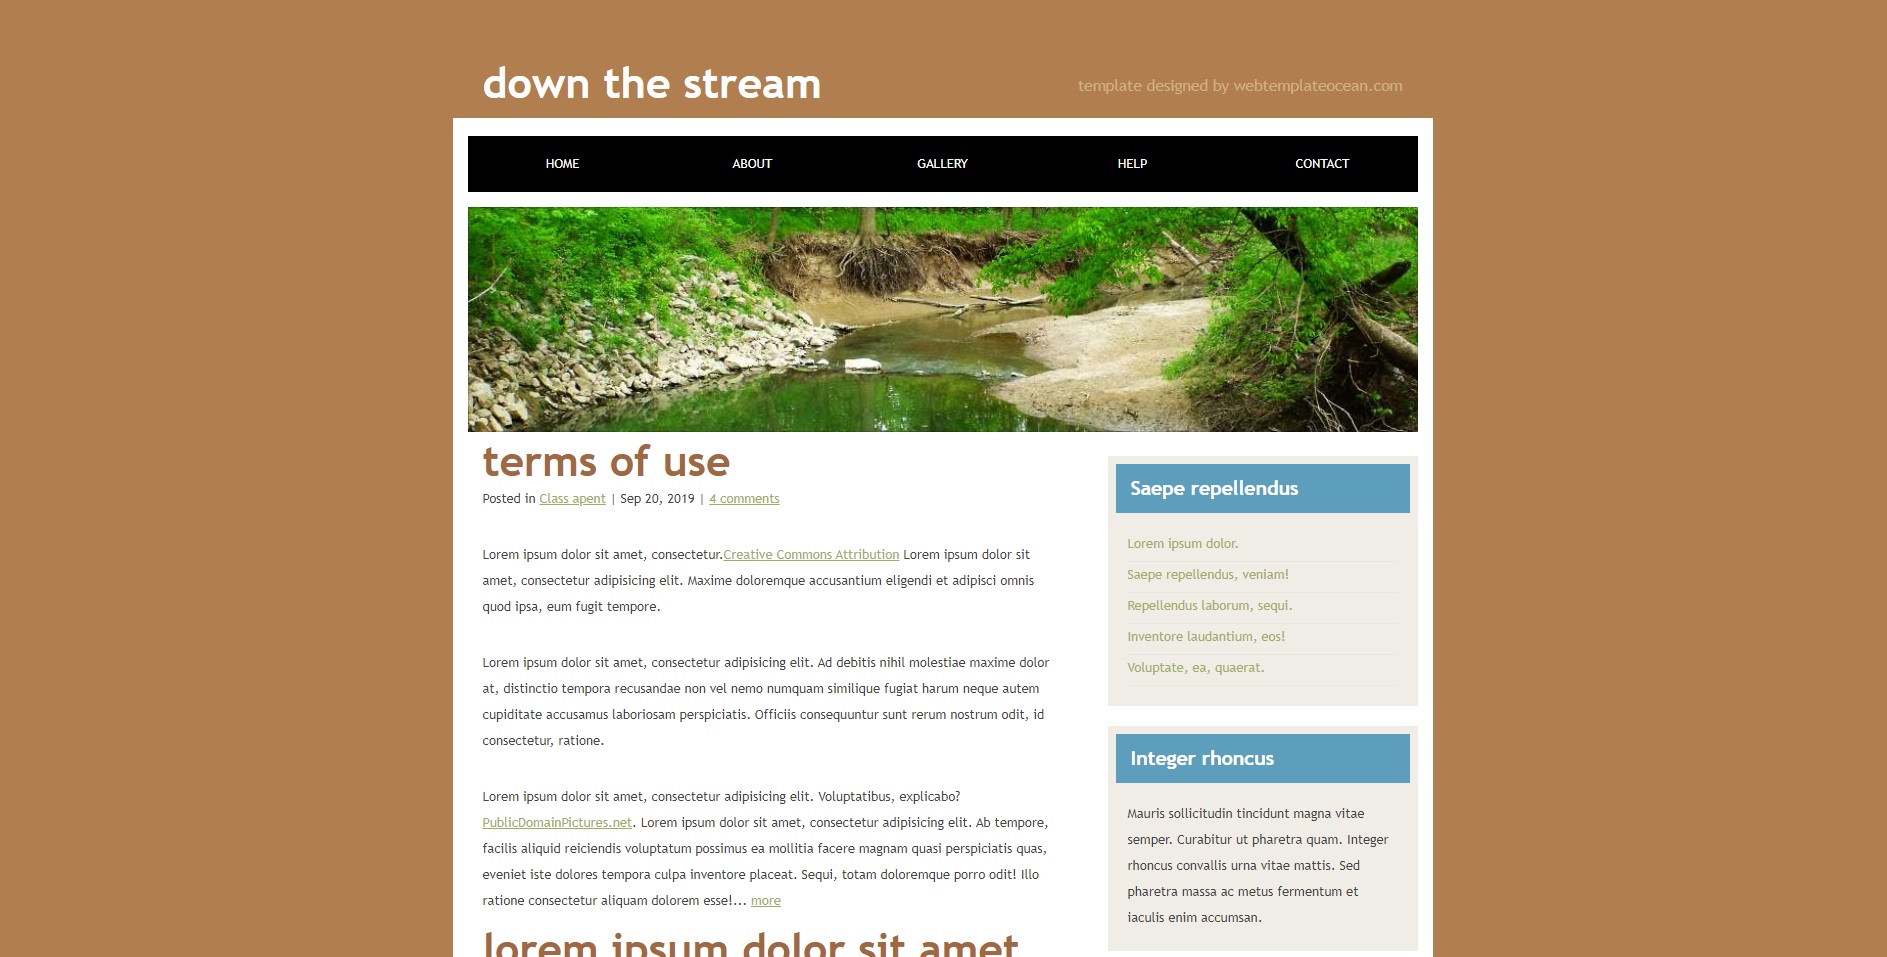 down the stream
template designed by webtemplateocean.com
HOME
ABOUT
GALLERY
HELP
CONTACT
terms of use
Posted in Class apent | Sep 20, 2019 | 4 comments
Lorem ipsum dolor sit amet, consectetur.Creative Commons Attribution Lorem ipsum dolor sit
amet, consectetur adipisicing elit. Maxime doloremque accusantium eligendi et adipisci omnis
quod ipsa, eum fugit tempore.
Lorem ipsum dolor sit amet, consectetur adipisicing elit. Ad debitis nihil molestiae maxime dolor
at, distinctio tempora recusandae non vel nemo numquam similique fugiat harum neque autem
cupiditate accusamus laboriosam perspiciatis. Officiis consequuntur sunt rerum nostrum odit, id
consectetur, ratione.
Lorem ipsum dolor sit amet, consectetur adipisicing elit. Voluptatibus, explicabo?
PublicDomainPictures.net. Lorem ipsum dolor sit amet, consectetur adipisicing elit. Ab tempore,
facilis aliquid reiciendis voluptatum possimus ea mollitia facere magnam quasi perspiciatis quas,
eveniet iste dolores tempora culpa inventore placeat. Sequi, totam doloremque porro odit! Illo
ratione consectetur aliquam dolorem esse!... more
lorem ipsum dolor sit amet
Saepe repellendus
Lorem ipsum dolor.
Saepe repellendus, veniam!
Repellendus laborum, sequi.
Inventore laudantium, eos!
Voluptate, ea, quaerat.
Integer rhoncus
Mauris sollicitudin tincidunt magna vitae
semper. Curabitur ut pharetra quam. Integer
rhoncus convallis urna vitae mattis. Sed
pharetra massa ac metus fermentum et
iaculis enim accumsan.